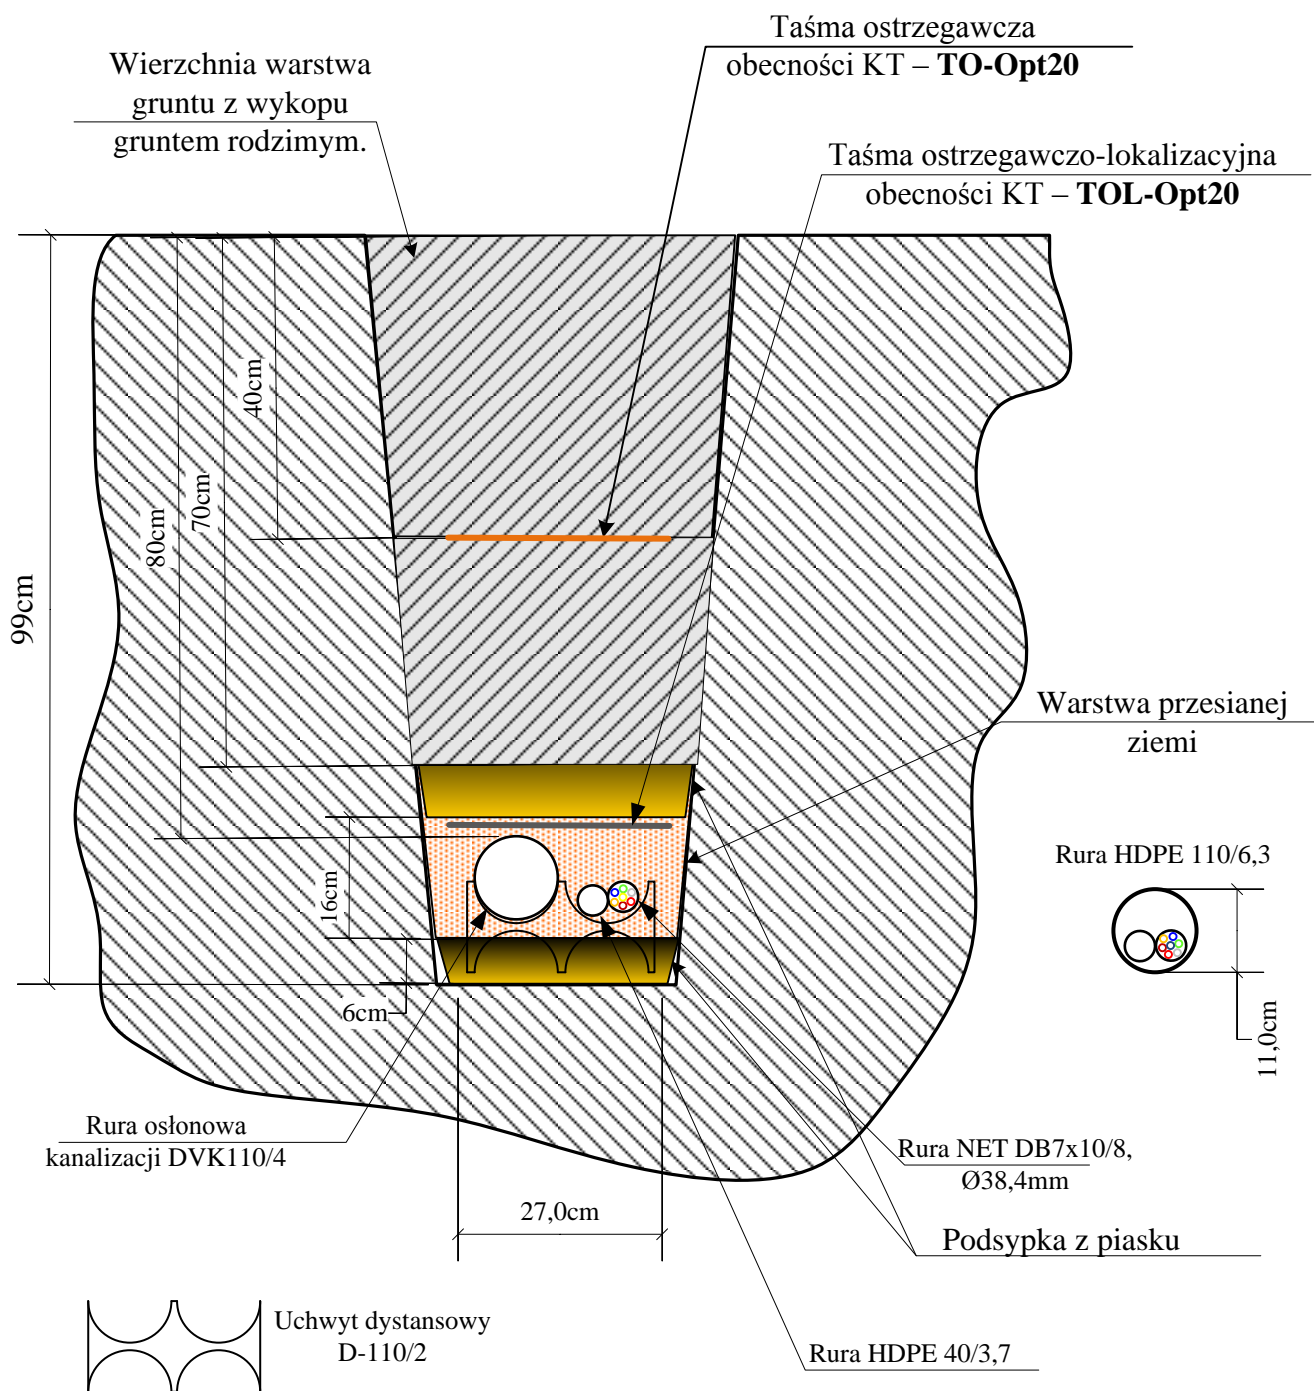 Taśma ostrzegawcza
obecności KT – TO-Opt20
Wierzchnia warstwa
gruntu z wykopu
gruntem rodzimym.
Taśma ostrzegawczo-lokalizacyjna
obecności KT – TOL-Opt20
40cm
70cm
80cm
99cm
Warstwa przesianej
ziemi
16cm
6cm
Rura HDPE 110/6,3
11,0cm
Rura osłonowa
kanalizacji DVK110/4
Rura NET DB7x10/8,
Ø38,4mm
27,0cm
Podsypka z piasku
Uchwyt dystansowy
D-110/2
Rura HDPE 40/3,7